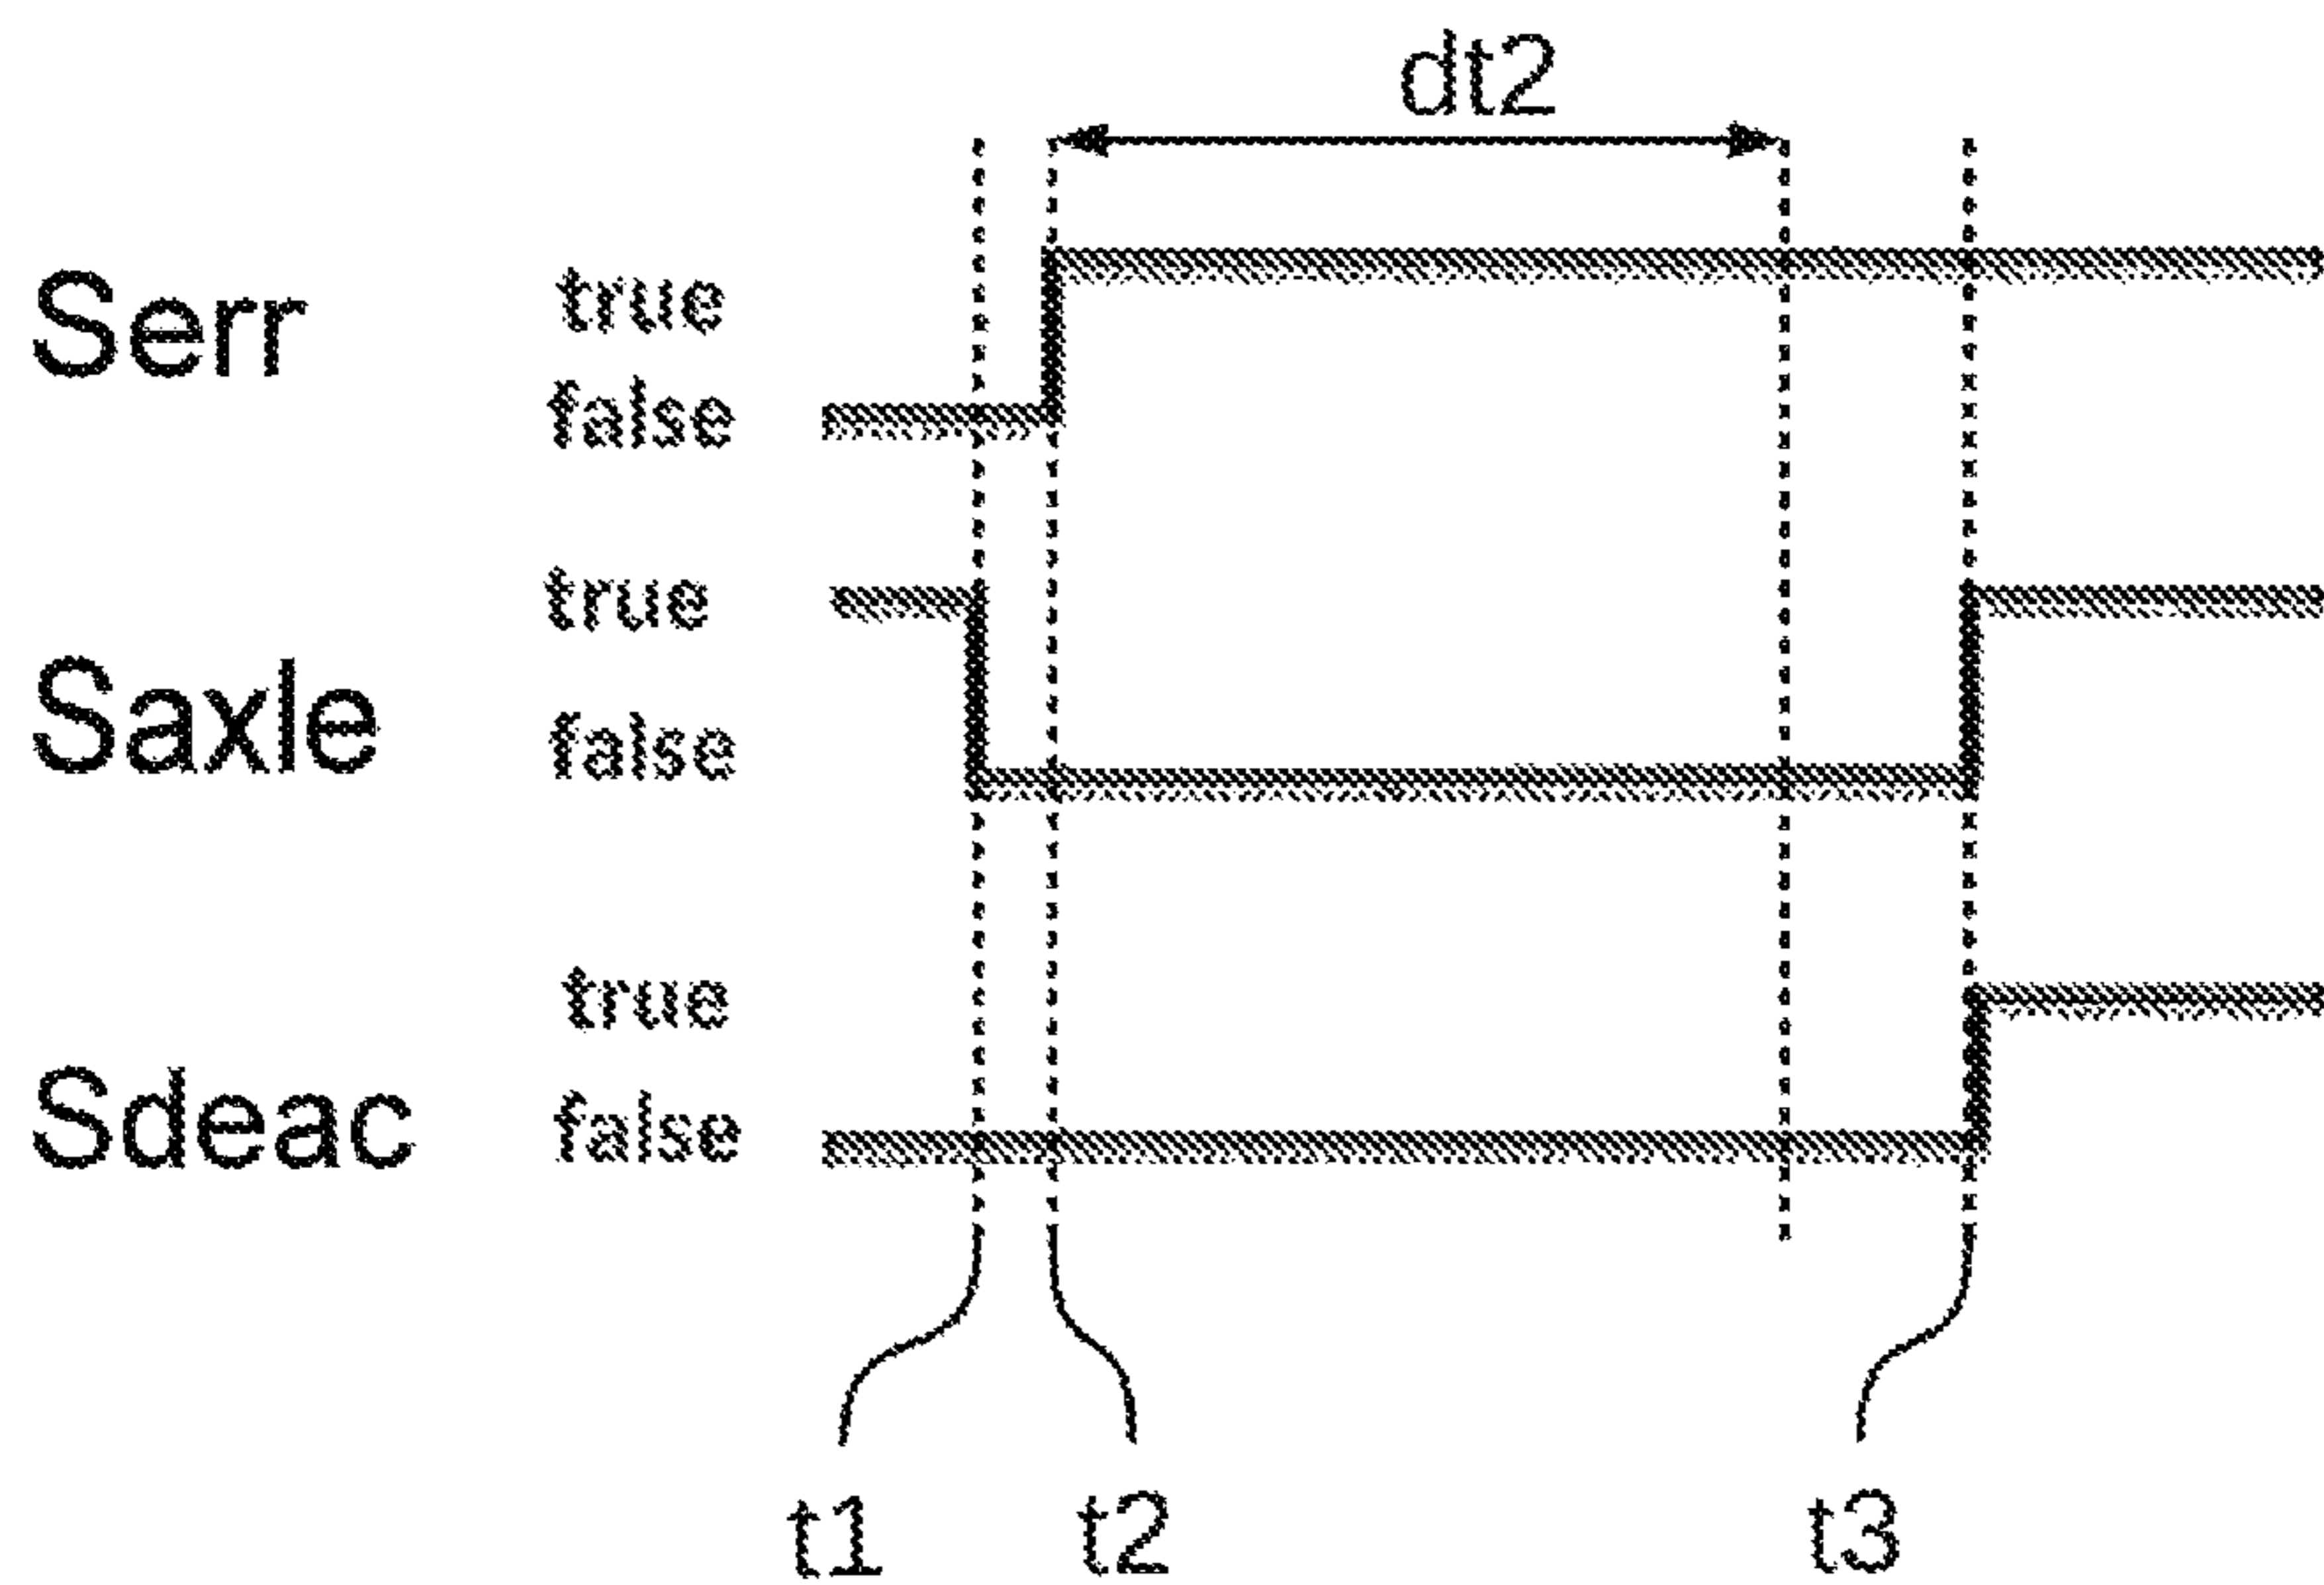 dt2
Serr
true
false
Saxle
true
false
Sdeac
true
false
t1 t2 t3